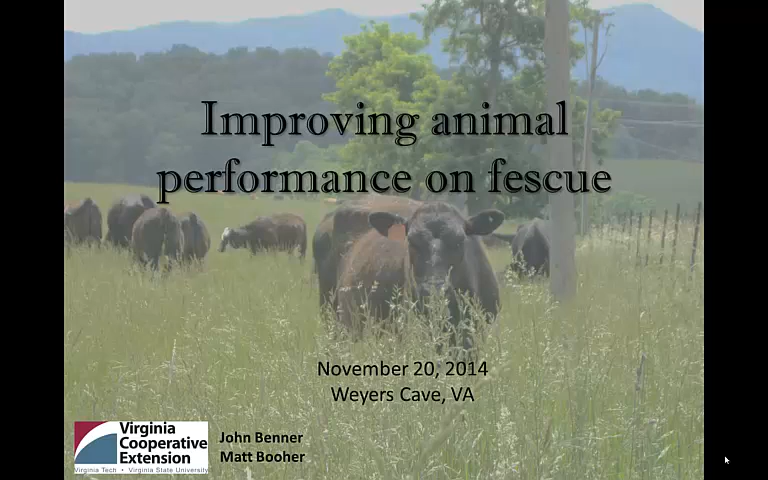 Improving animal
performance on fescue
November 20, 2014
Weyers Cave, VA
Virginia
Cooperative
Extension
Virginia Tech • Virginia State University
John Benner
Matt Booher